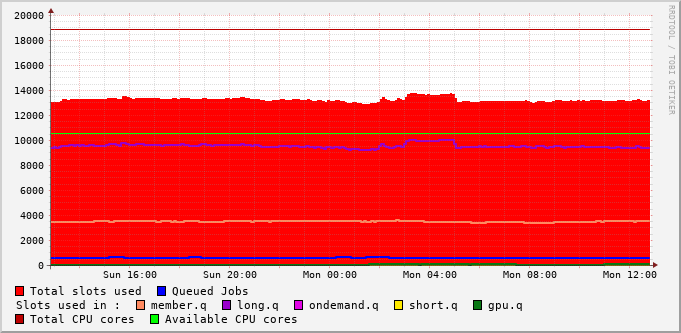 20000
18000
16000
14000
12000
10000
8000
6000
4000
2000
0
Sun 16:00 Sun 20:00 Mon 00:00 Mon 04:00 Mon 08:00 Mon 12:00
RRDTOOL / TOBI OETIKER
Total slots used Queued Jobs
Slots used in : member.q long.q ondemand.q short.q gpu.q
Total CPU cores Available CPU cores